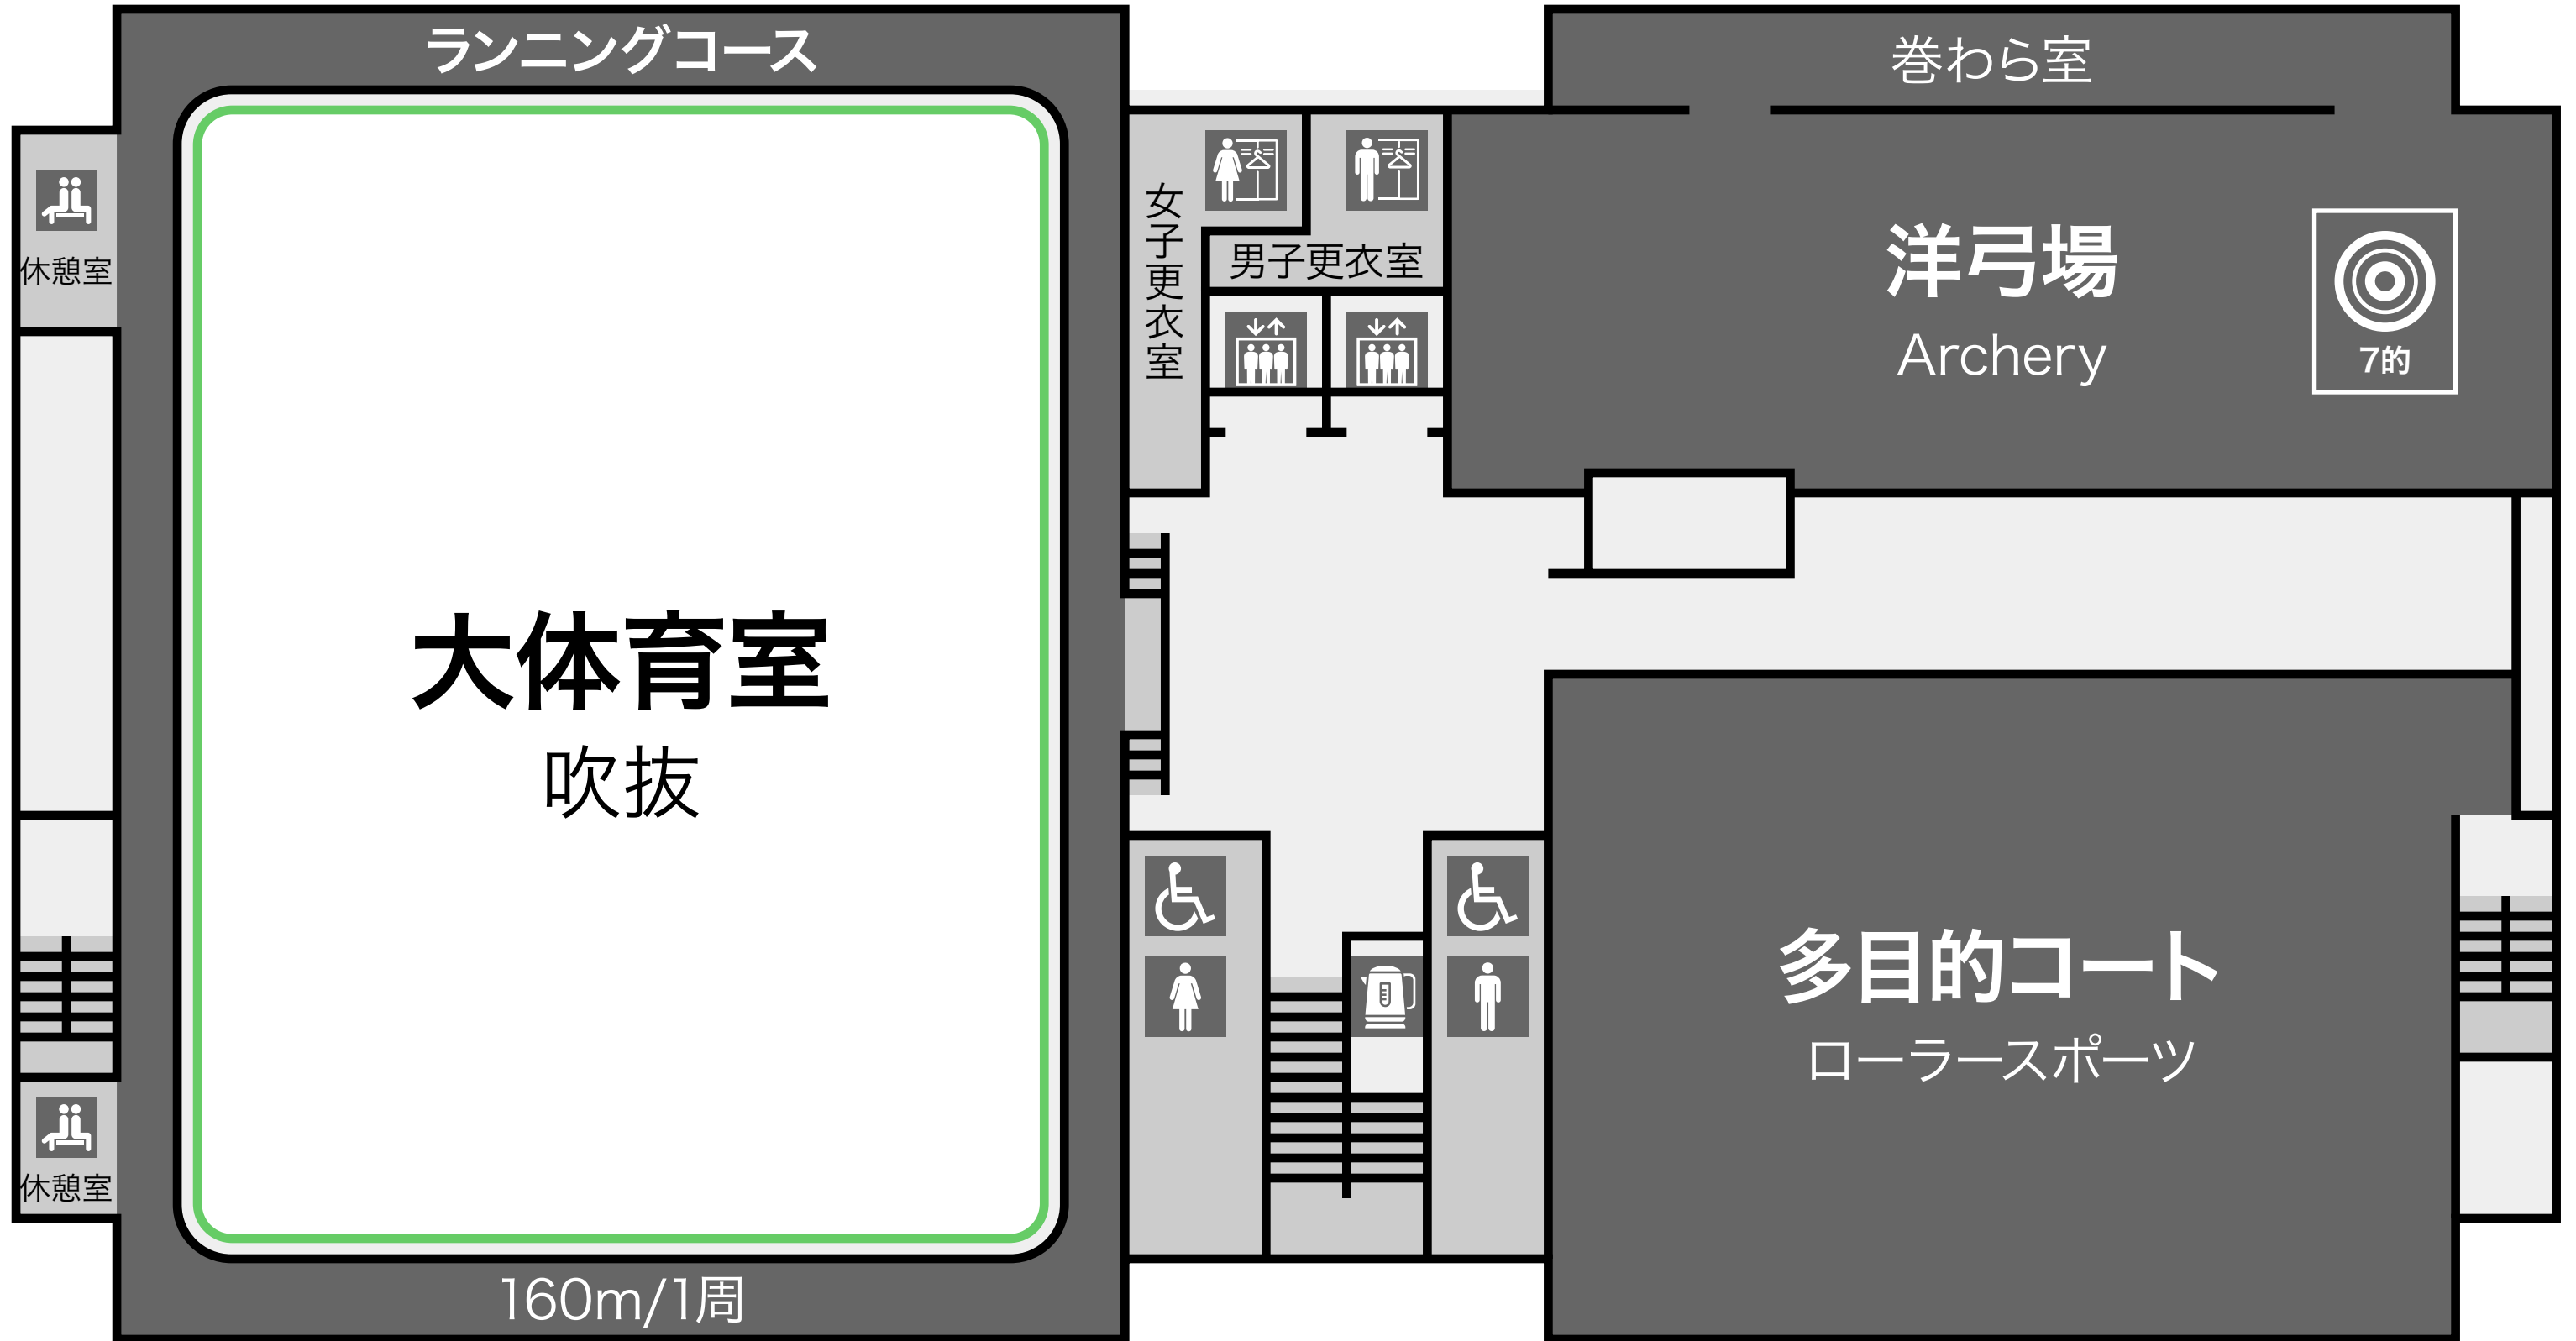 ランニングコース
巻わら室
女子更衣室
男子更衣室
休憩室
洋弓場
Archery
7的
大体育室
吹抜
多目的コート
ローラースポーツ
休憩室
160m/1周